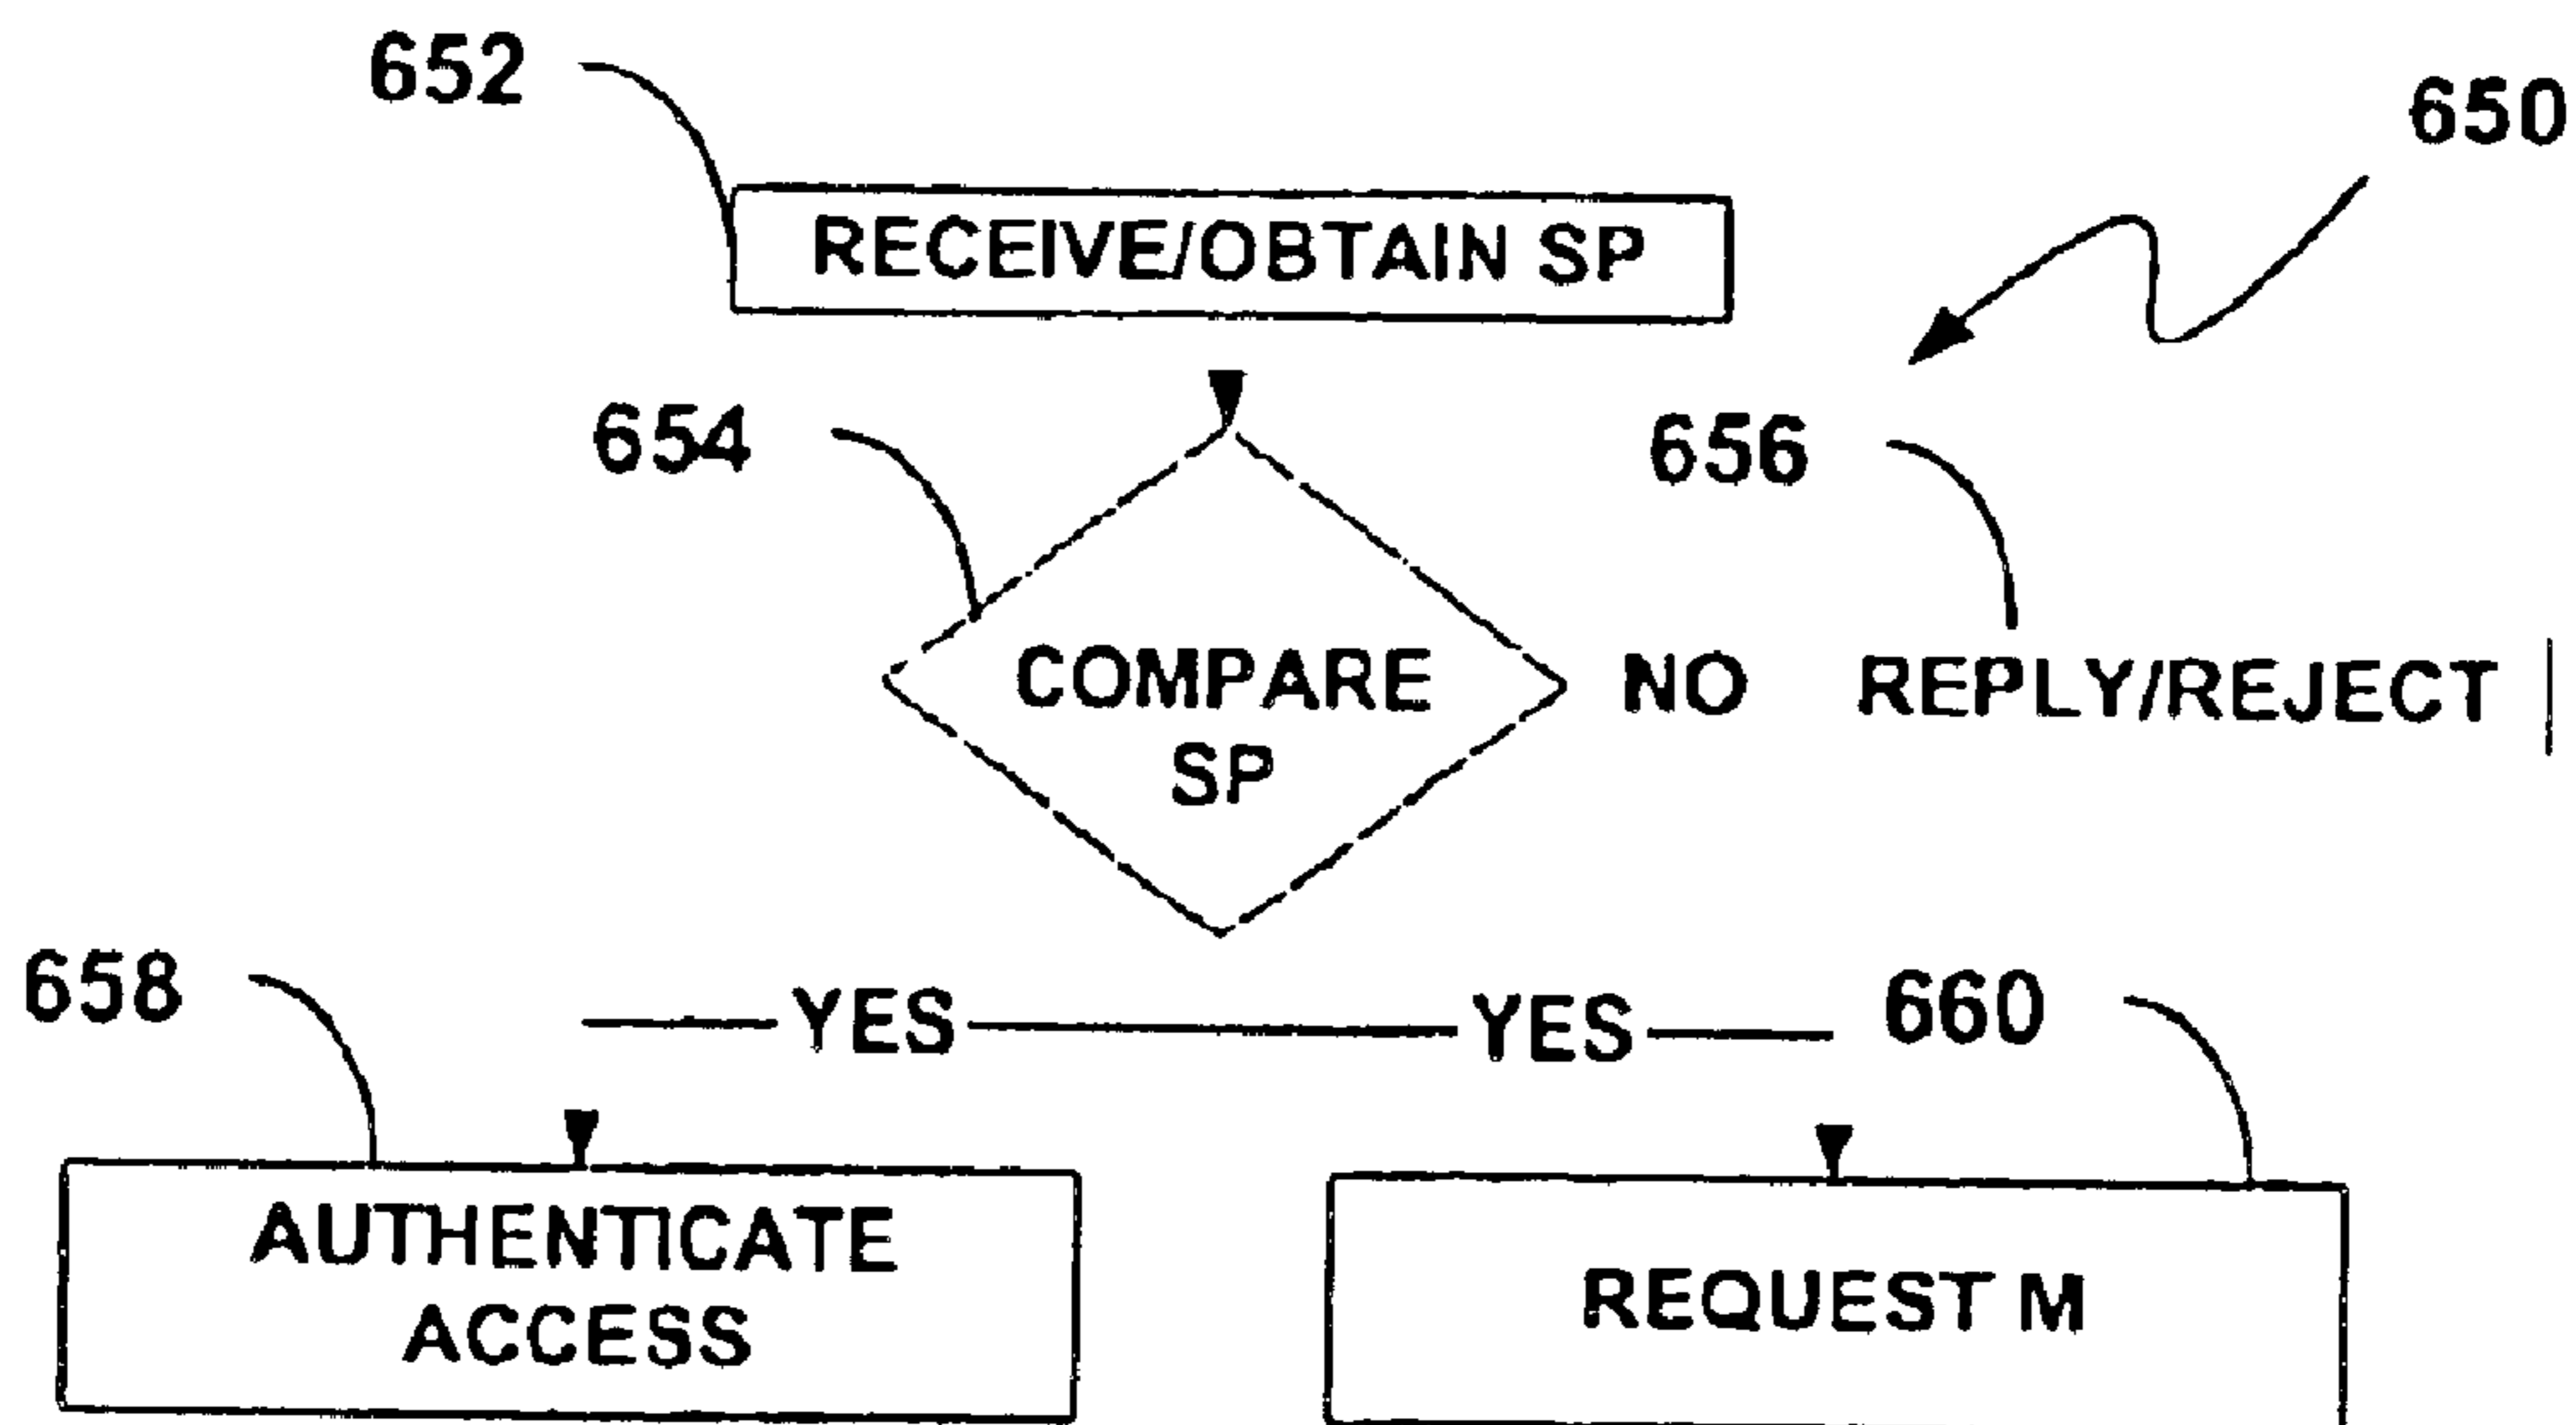 652
650
RECEIVE/OBTAIN SP
654
656
COMPARE
SP
NO
REPLY/REJECT
658
YES
YES
660
AUTHENTICATE
ACCESS
REQUEST M